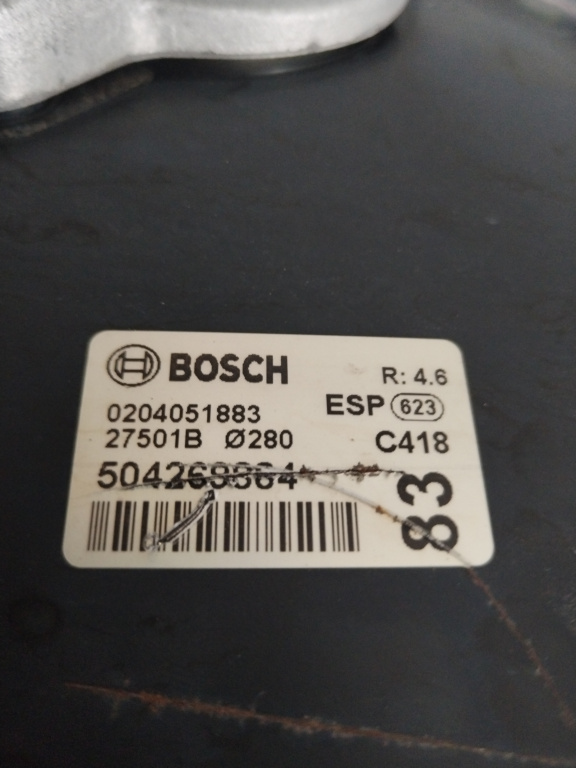 BOSCH
R: 4.6
0204051883
ESP 623
27501B Ø280
C418
83